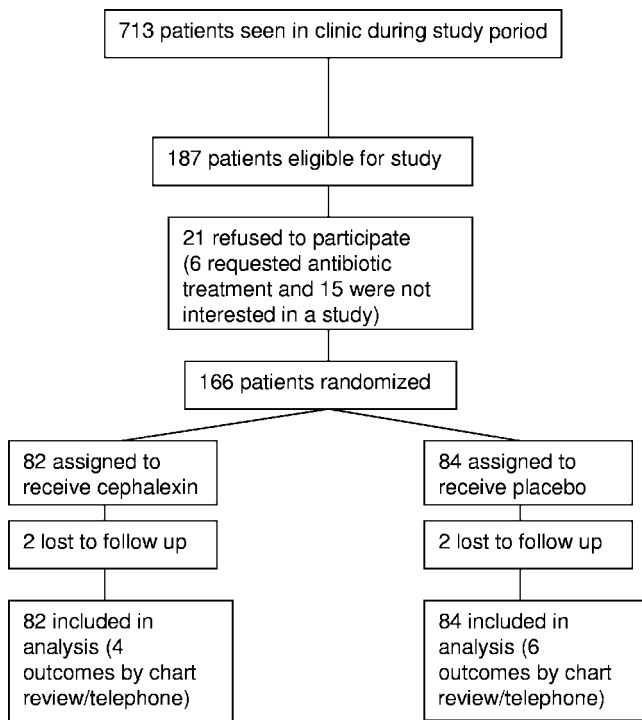 713 patients seen in clinic during study poriod
187 patients eligible for study
21 refused to participate
(6 requested antibiotic
treatment and 15 were not
interested in a study)
166 patients randomized
82 assigned to
receive cephalexin
2 lost to follow up
82 included in
analysis (4
outcomes by chart
review/telephone)
84 assigned to
receive placebo
2 lost to follow up
84 included in
analysis (6
outcomes by chart
review/telephone)